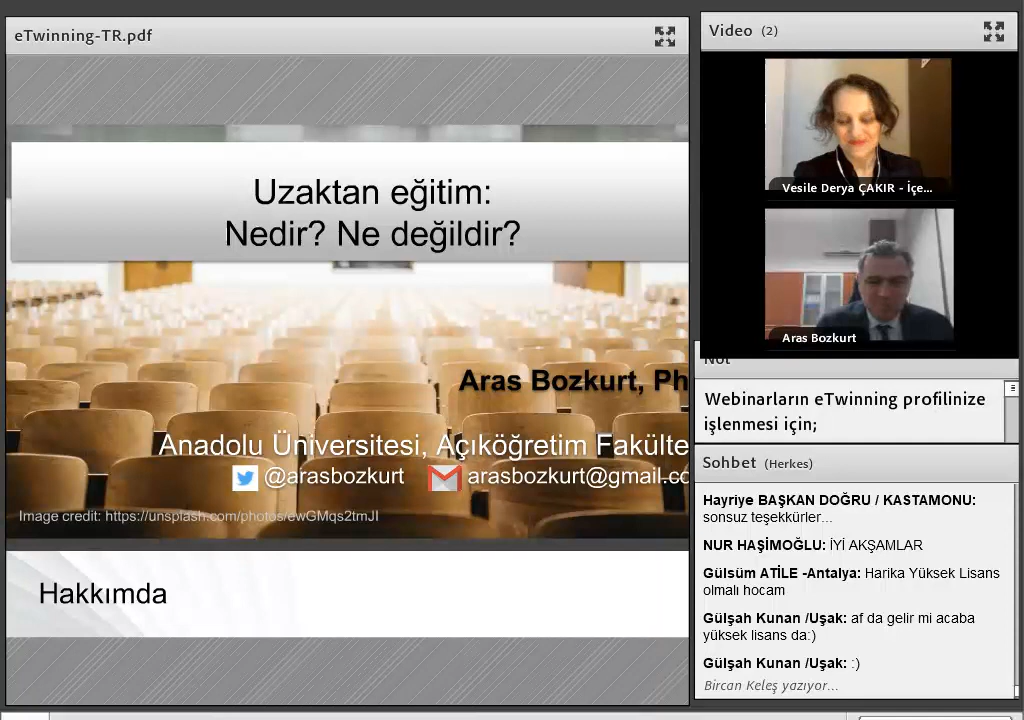 eTwinning-TR.pdf
Uzaktan eğitim:
Nedir? Ne değildir?
Aras Bozkurt, Ph
Anadolu Üniversitesi, Açıköğretim Fakülte
@arasbozkurt arasbozkurt@gmail.co
Image credit: https://unsplash.com/photos/ewGMqs2tmJI
Hakkımda
Video (2)
Vesile Derya ÇAKIR - İçe...
Aras Bozkurt
Not
Webinarların eTwinning profilinize
işlenmesi için;
Sohbet (Herkes)
Hayriye BAŞKAN DOĞRU / KASTAMONU:
sonsuz teşekkürler...
NUR HAŞİMOĞLU: İYİ AKŞAMLAR
Gülsüm ATİLE -Antalya: Harika Yüksek Lisans
olmalı hocam
Gülşah Kunan /Uşak: af da gelir mi acaba
yüksek lisans da:)
Gülşah Kunan /Uşak: :)
Bircan Keleş yazıyor...